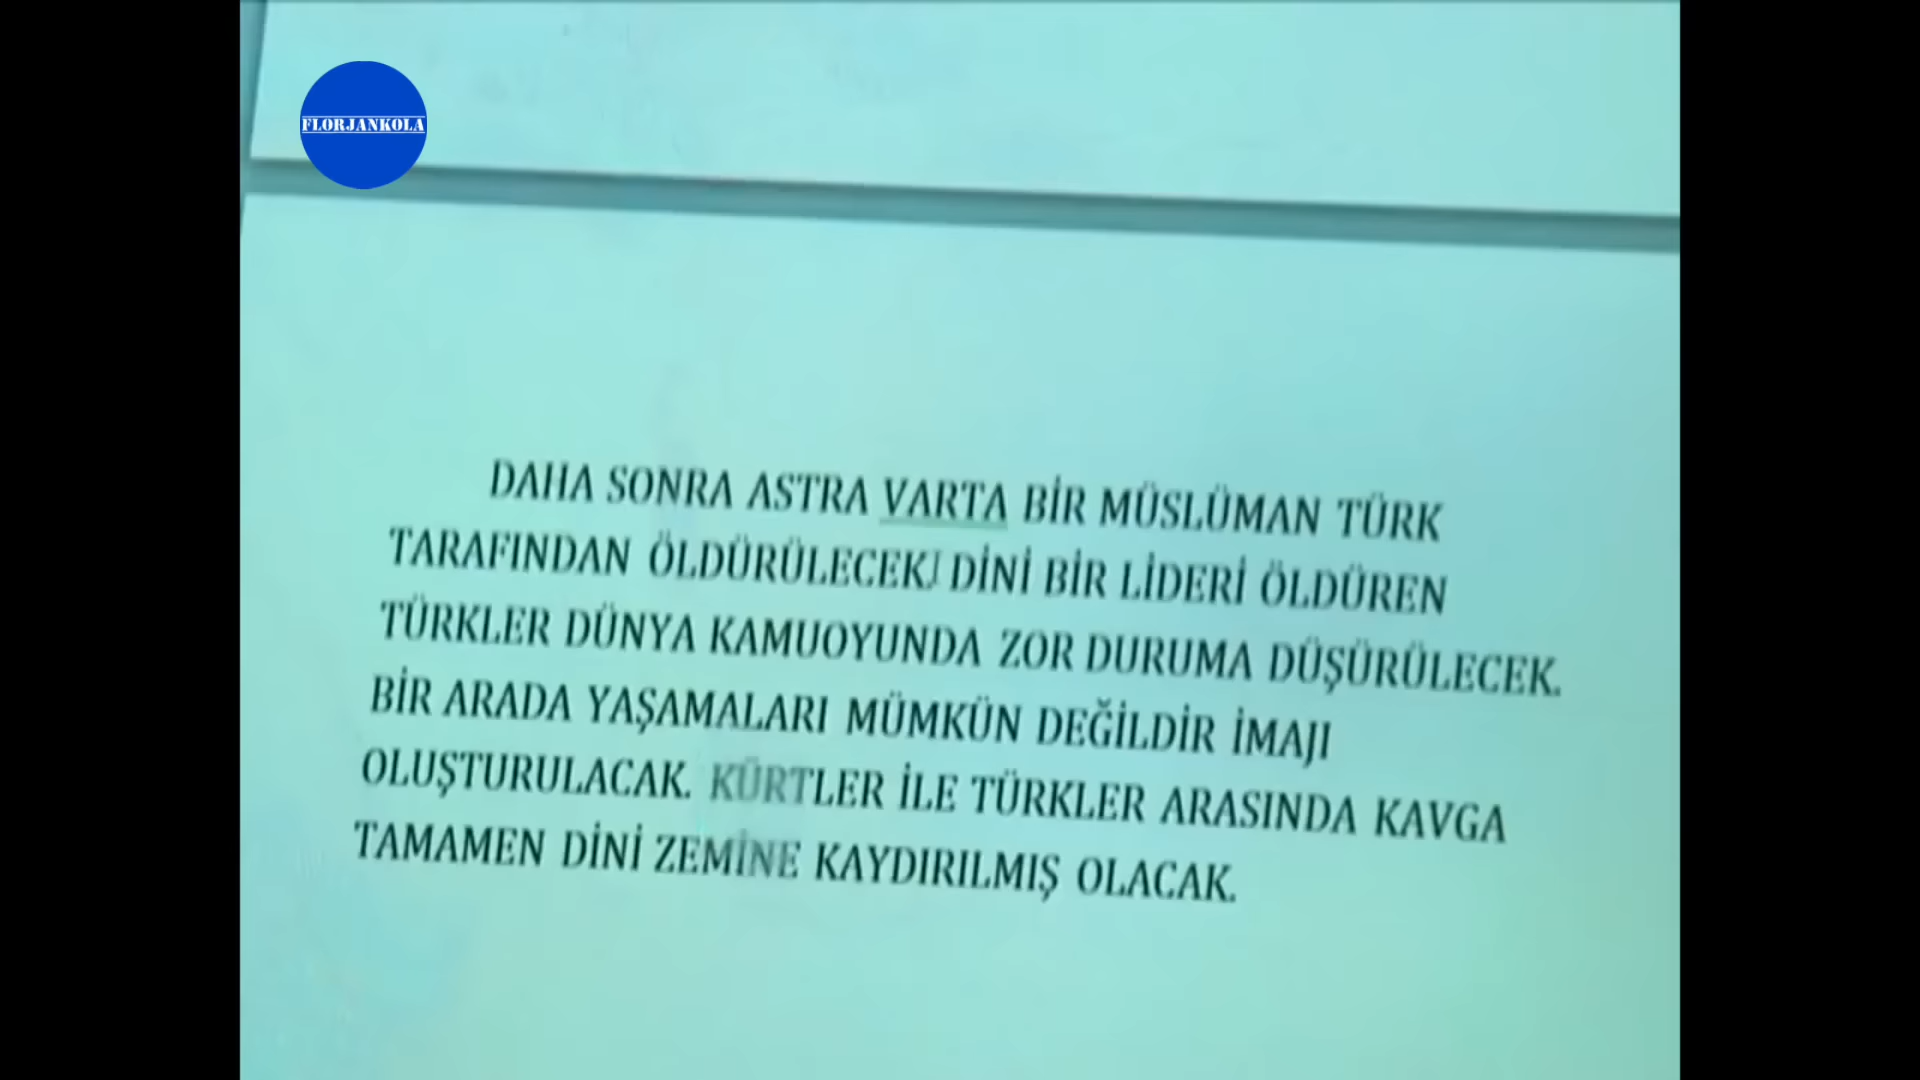 FLORJANKOLA
DAHA SONRA ASTRA VARTA BİR MÜSLÜMAN TÜRK
TARAFINDAN ÖLDÜRÜLECEK. DİNİ BİR LİDERİ ÖLDÜREN
TÜRKLER DÜNYA KAMUOYUNDA ZOR DURUMA DÜŞÜRÜLECEK.
BİR ARADA YAŞAMALARI MÜMKÜN DEĞİLDİR İMAJI
OLUŞTURULACAK. KÜRTLER İLE TÜRKLER ARASINDA KAVGA
TAMAMEN DİNİ ZEMİNE KAYDIRILMIŞ OLACAK.